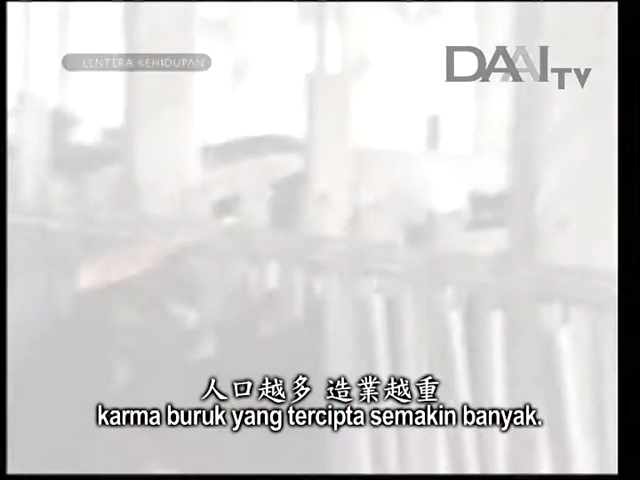 LENTERA KEHIDUPAN
DAAI TV
人口越多 造業越重
karma buruk yang tercipta semakin banyak.